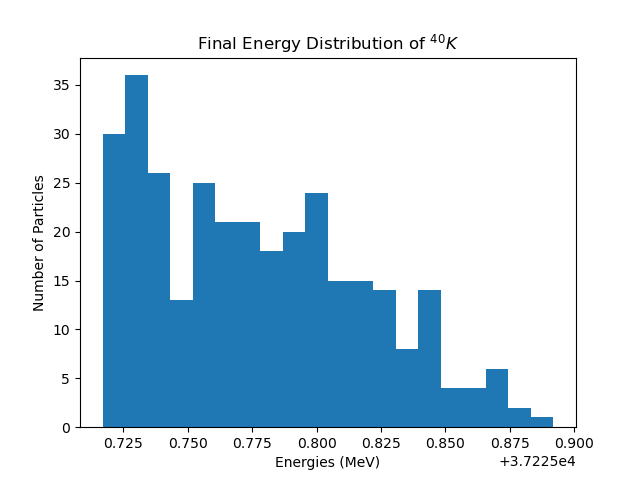 Final Energy Distribution of ⁴⁰K
35
30
25
20
15
10
5
0
Number of Particles
0.725 0.750 0.775 0.800 0.825 0.850 0.875 0.900
Energies (MeV)
+3.7225e4